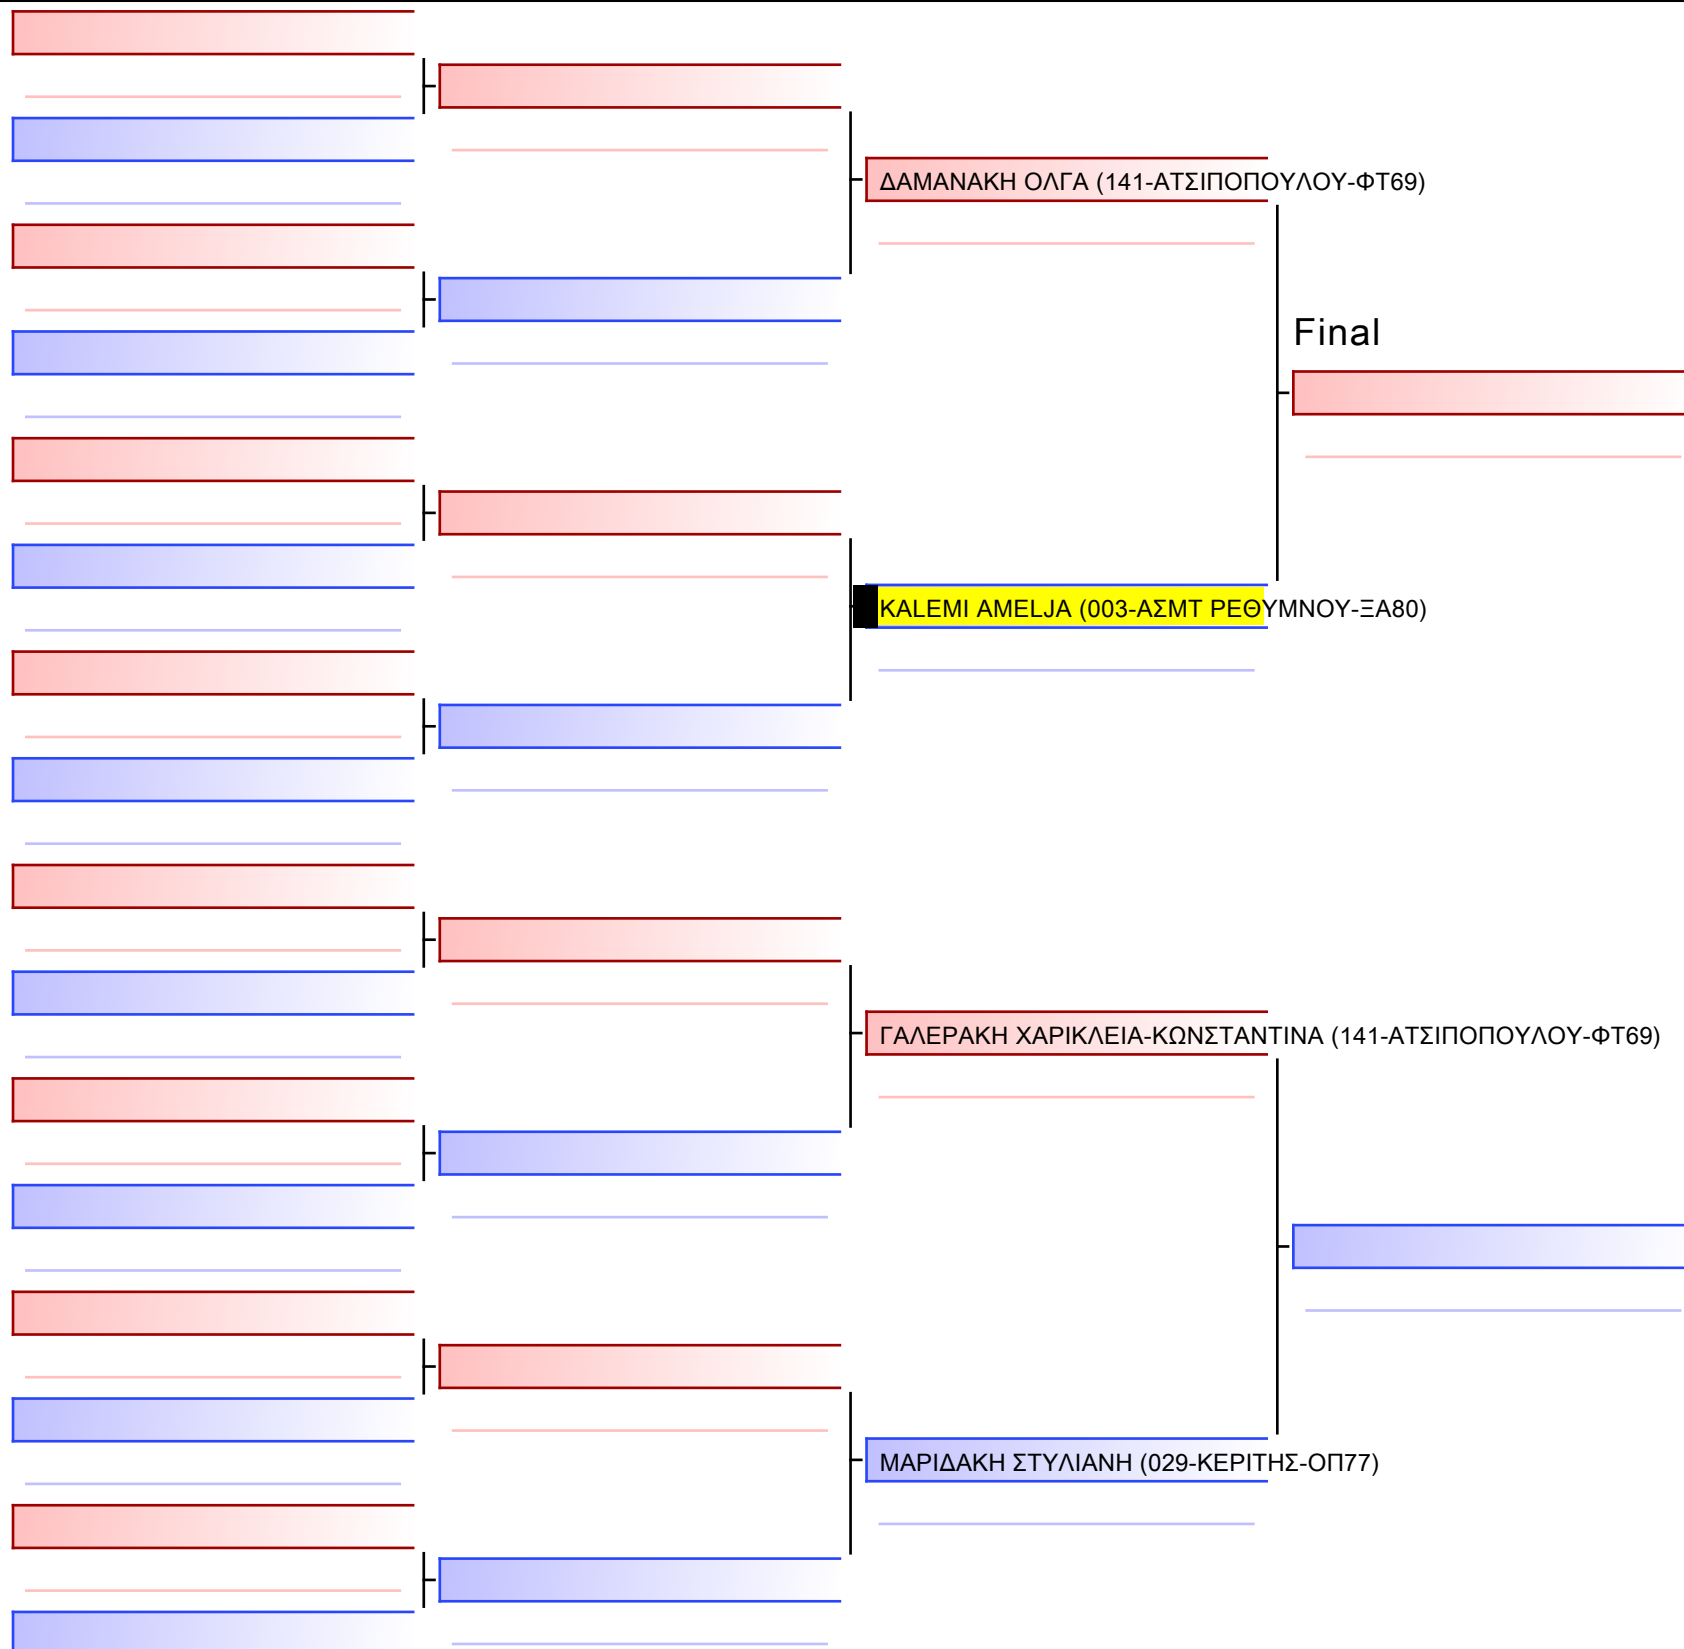 ΔΑΜΑΝΑΚΗ ΟΛΓΑ (141-ΑΤΣΙΠΟΠΟΥΛΟΥ-ΦΤ69)
Final
KALEMI AMELJA (003-ΑΣΜΤ ΡΕΘΥΜΝΟΥ-ΞΑ80)
ΓΑΛΕΡΑΚΗ ΧΑΡΙΚΛΕΙΑ-ΚΩΝΣΤΑΝΤΙΝΑ (141-ΑΤΣΙΠΟΠΟΥΛΟΥ-ΦΤ69)
ΜΑΡΙΔΑΚΗ ΣΤΥΛΙΑΝΗ (029-ΚΕΡΙΤΗΣ-ΟΠ77)